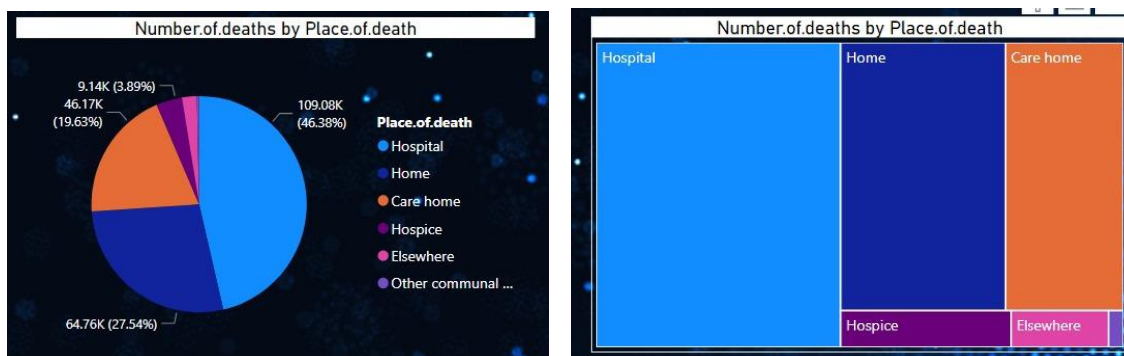 Number.of.deaths by Place.of.death
9.14K (3.89%)
46.17K
(19.63%)
109.08K
(46.38%)
64.76K (27.54%)
Place.of.death
Hospital
Home
Care home
Hospice
Elsewhere
Other communal ...
Number.of.deaths by Place.of.death
Hospital
Home
Care home
Hospice
Elsewhere